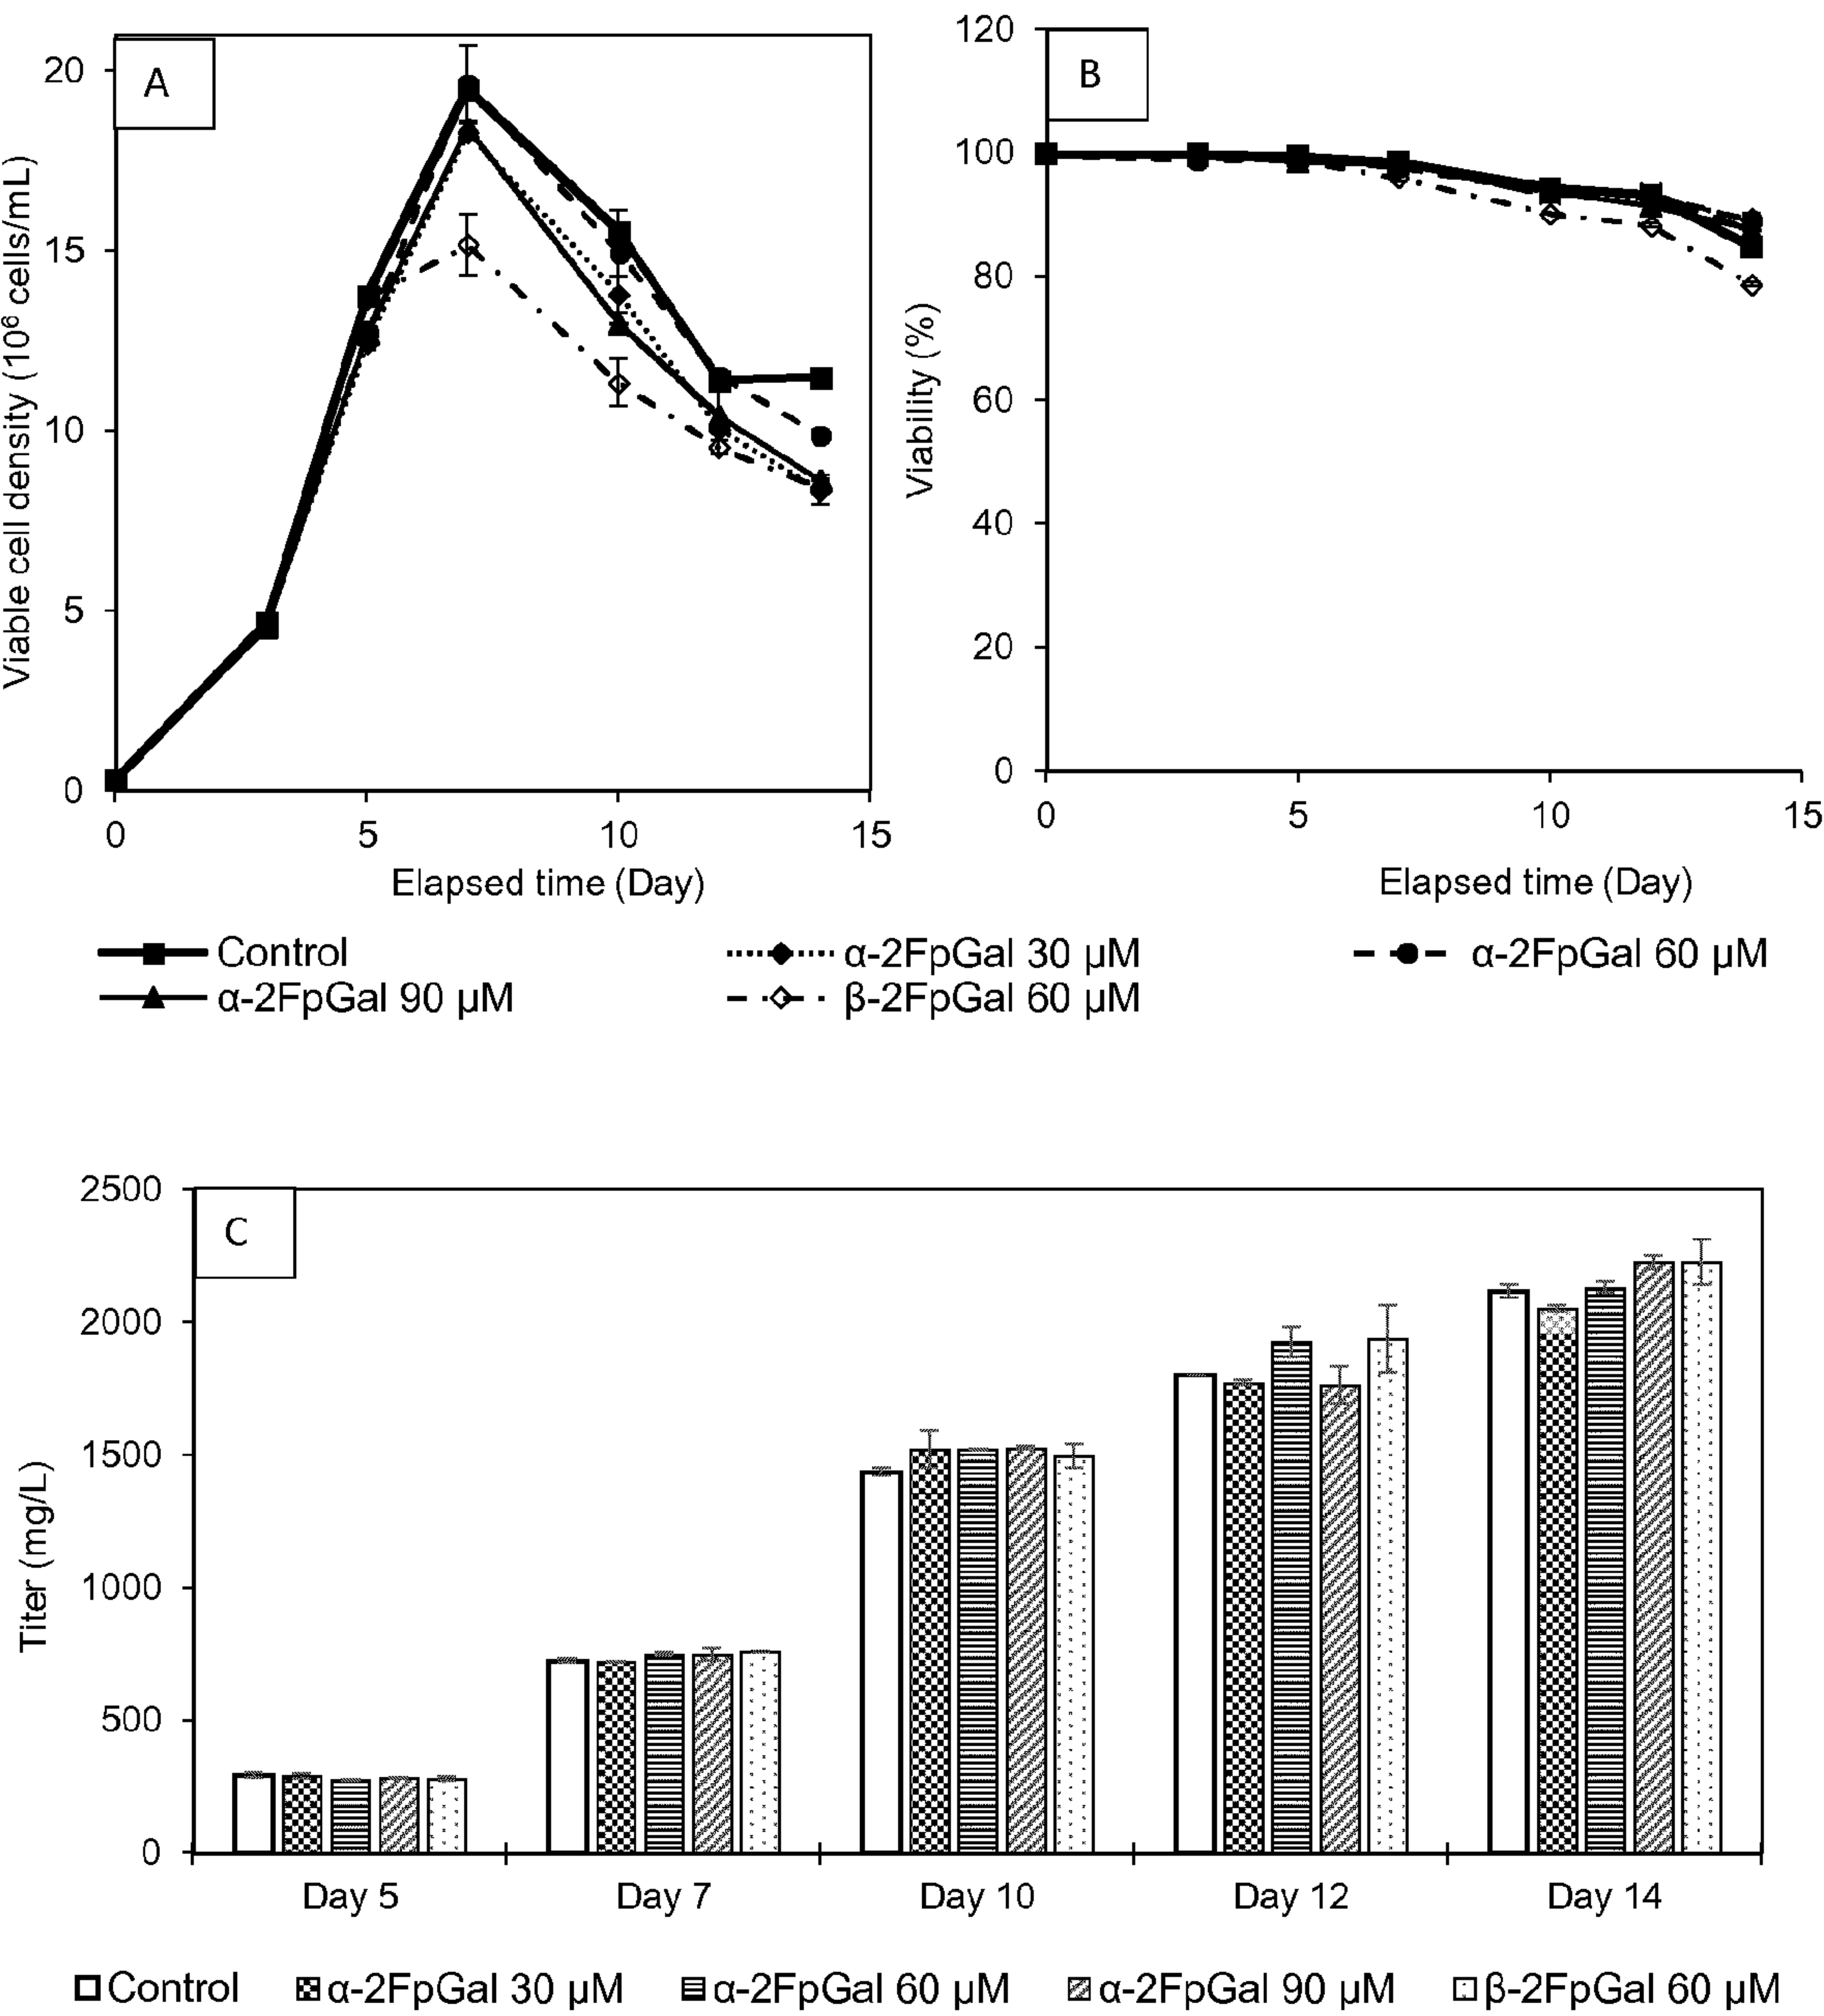 A
Viable cell density (10⁶ cells/mL)
20
15
10
5
0
0 5 10 15
Elapsed time (Day)
B
Viability (%)
120
100
80
60
40
20
0
0 5 10 15
Elapsed time (Day)
Control α-2FpGal 30 µM α-2FpGal 60 µM
α-2FpGal 90 µM β-2FpGal 60 µM
C
Titer (mg/L)
2500
2000
1500
1000
500
0
Day 5 Day 7 Day 10 Day 12 Day 14
Control α-2FpGal 30 µM α-2FpGal 60 µM α-2FpGal 90 µM β-2FpGal 60 µM